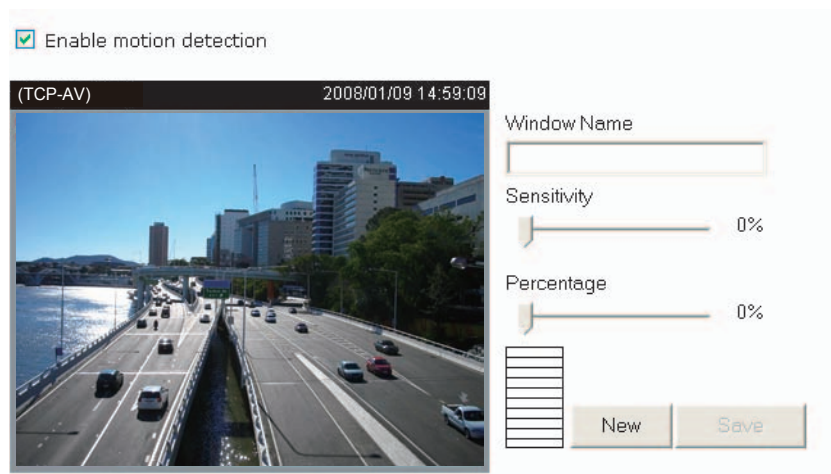 Enable motion detection
(TCP-AV) 2008/01/09 14:59:09
Window Name
Sensitivity
0%
Percentage
0%
New Save